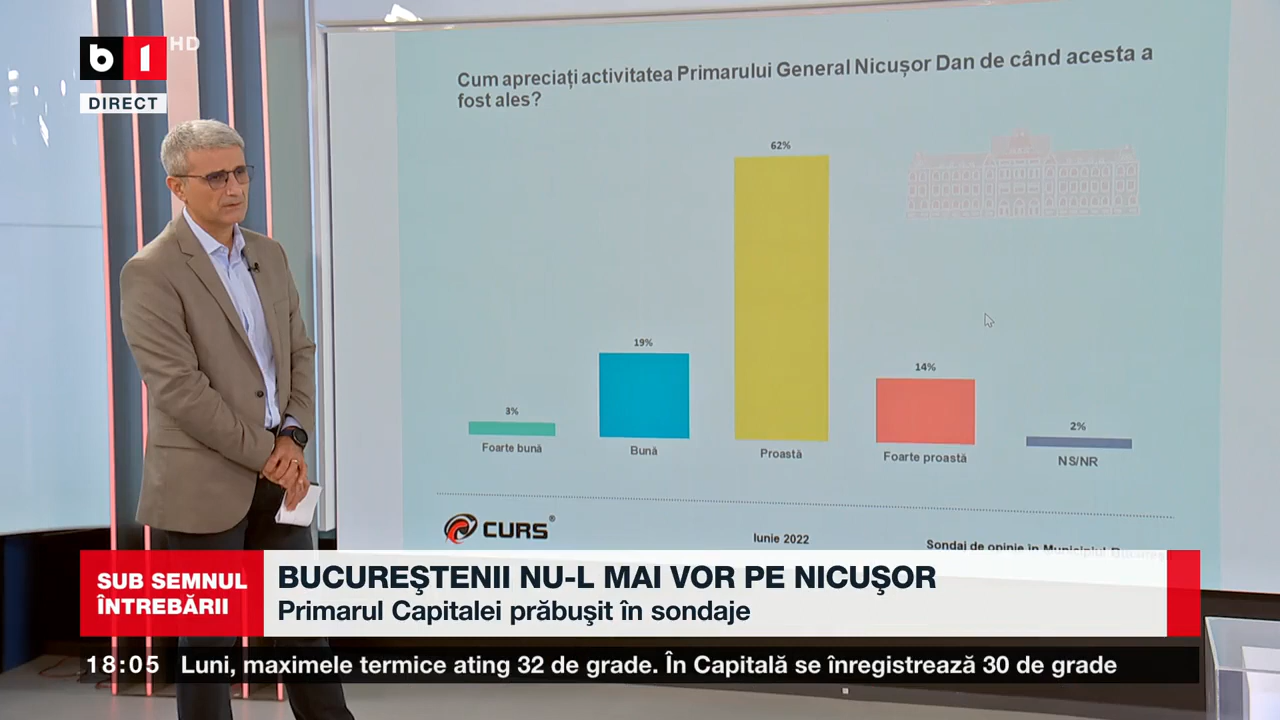 b1 HD
DIRECT
Cum apreciați activitatea Primarului General Nicușor Dan de când acesta a
fost ales?
62%
19%
14%
3%
2%
Foarte bună
Bună
Proastă
Foarte proastă
NS/NR
CURS®
Iunie 2022
Sondaj de opinie în Municipiul București
SUB SEMNUL
ÎNTREBĂRII
BUCUREŞTENII NU-L MAI VOR PE NICUŞOR
Primarul Capitalei prăbuşit în sondaje
18:05 Luni, maximele termice ating 32 de grade. În Capitală se înregistrează 30 de grade